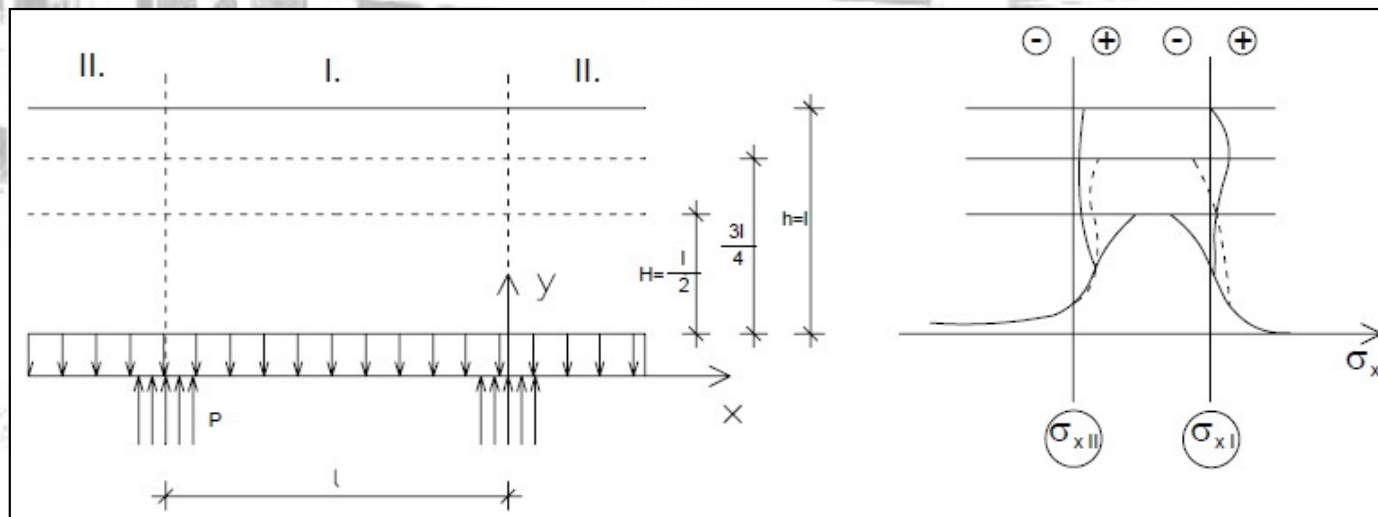 II. I. II.
- + - +
h=l
3l
4
H= l
2
y
x
P
l
σx
σx II σx I